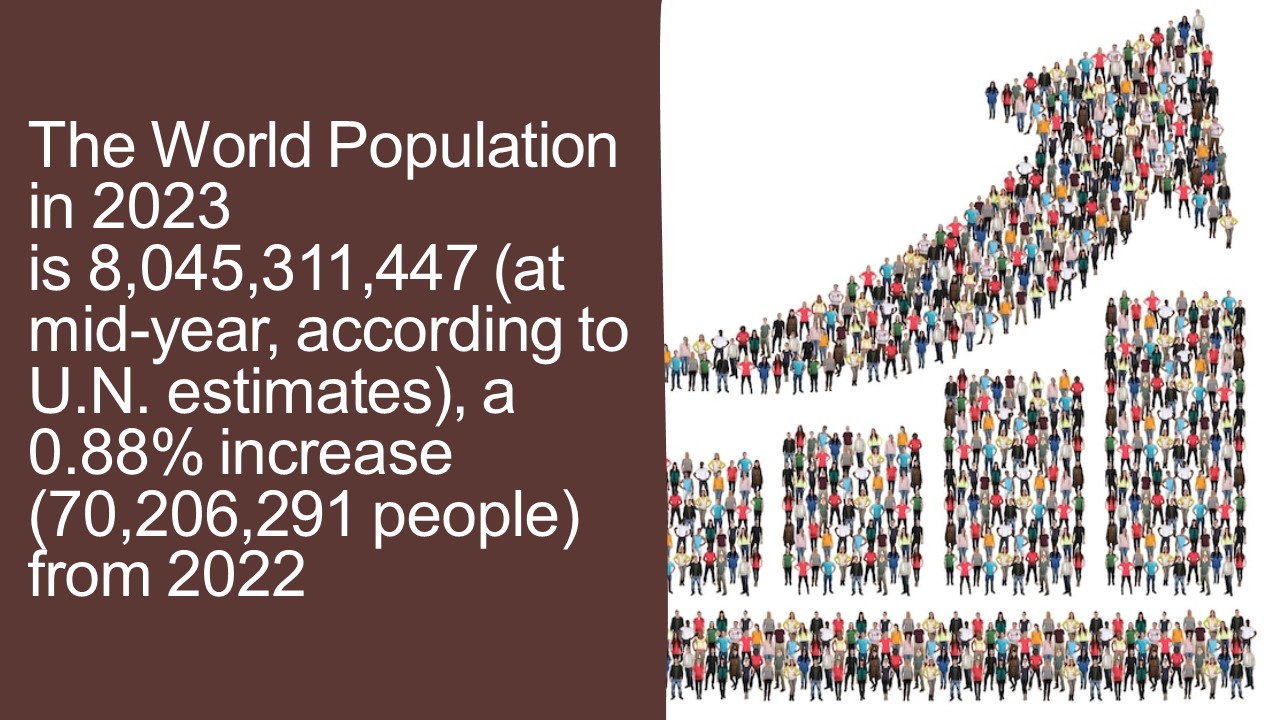 The World Population
in 2023
is 8,045,311,447 (at
mid-year, according to
U.N. estimates), a
0.88% increase
(70,206,291 people)
from 2022